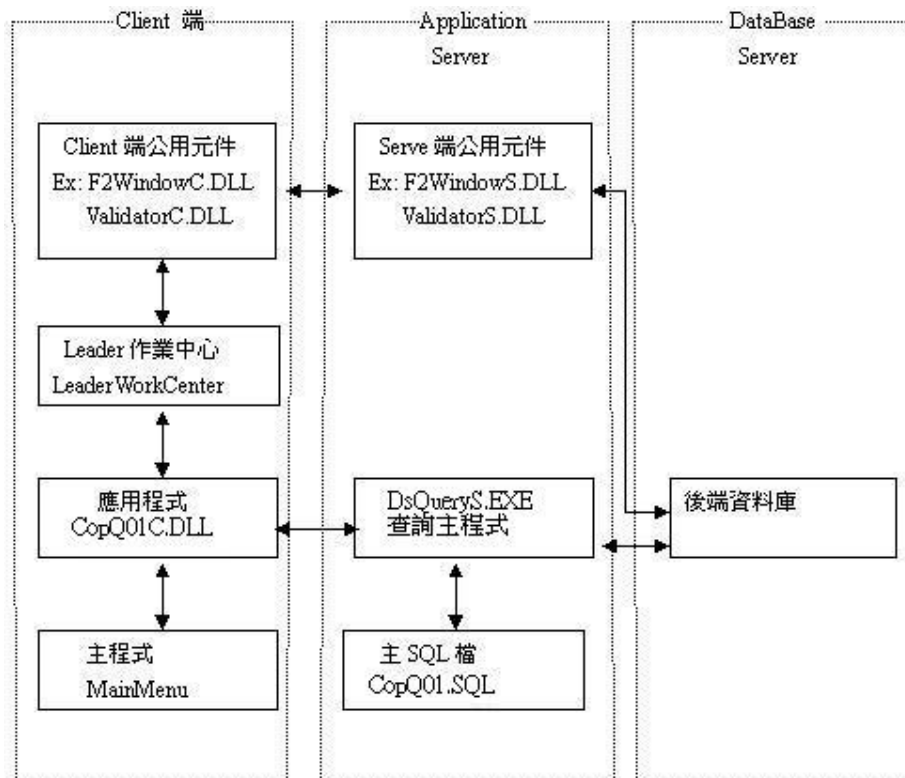 Client 端
Application
Server
DataBase
Server
Client 端公用元件
Ex: F2WindowC.DLL
ValidatorC.DLL
Serve 端公用元件
Ex: F2WindowS.DLL
ValidatorS.DLL
Leader 作業中心
LeaderWorkCenter
應用程式
CopQ01C.DLL
DsQueryS.EXE
查詢主程式
後端資料庫
主程式
MainMenu
主 SQL 檔
CopQ01.SQL